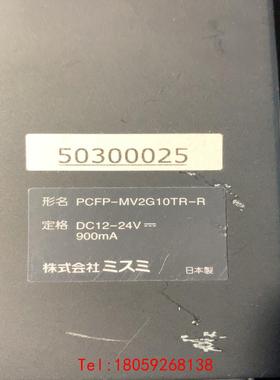 50300025
形名 PCFP-MV2G10TR-R
定格 DC12-24V⎓
900mA
株式会社 ミスミ 日本製
Tel:18059268138